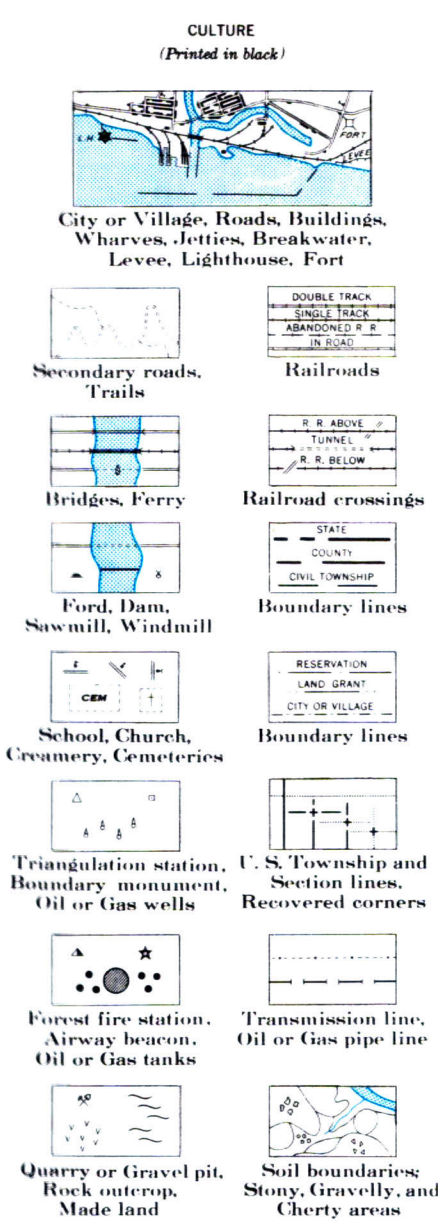 CULTURE
(Printed in black)
L.H.
FORT
LEVEE
City or Village, Roads, Buildings,
Wharves, Jetties, Breakwater,
Levee, Lighthouse, Fort
Secondary roads,
Trails
DOUBLE TRACK
SINGLE TRACK
ABANDONED R R
IN ROAD
Railroads
Bridges, Ferry
R. R. ABOVE
TUNNEL
R. R. BELOW
Railroad crossings
Ford, Dam,
Sawmill, Windmill
STATE
COUNTY
CIVIL TOWNSHIP
Boundary lines
CEM
School, Church,
Creamery, Cemeteries
RESERVATION
LAND GRANT
CITY OR VILLAGE
Boundary lines
Triangulation station,
Boundary monument,
Oil or Gas wells
U. S. Township and
Section lines,
Recovered corners
Forest fire station,
Airway beacon,
Oil or Gas tanks
Transmission line,
Oil or Gas pipe line
Quarry or Gravel pit,
Rock outcrop,
Made land
Soil boundaries;
Stony, Gravelly, and
Cherty areas